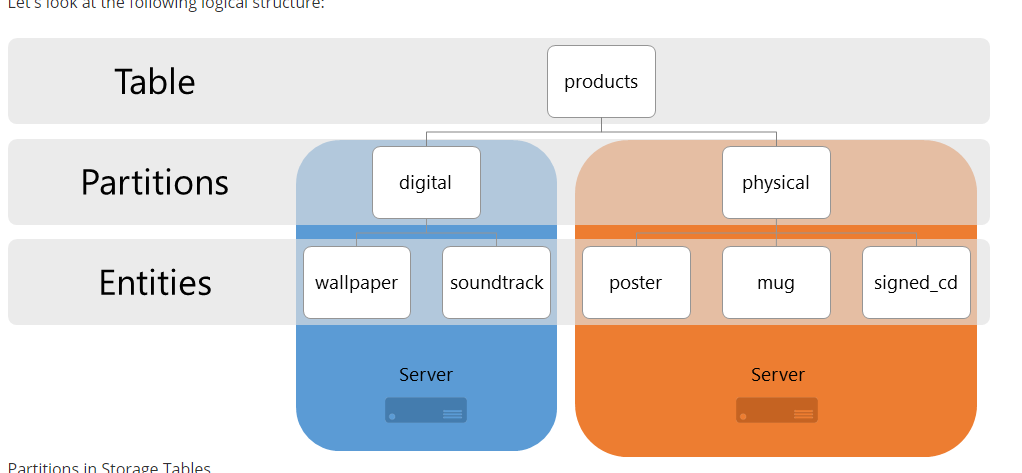 Let's look at the following logical structure:
Table
products
Partitions
digital
physical
Entities
wallpaper
soundtrack
poster
mug
signed_cd
Server
Server
Partitions in Storage Tables